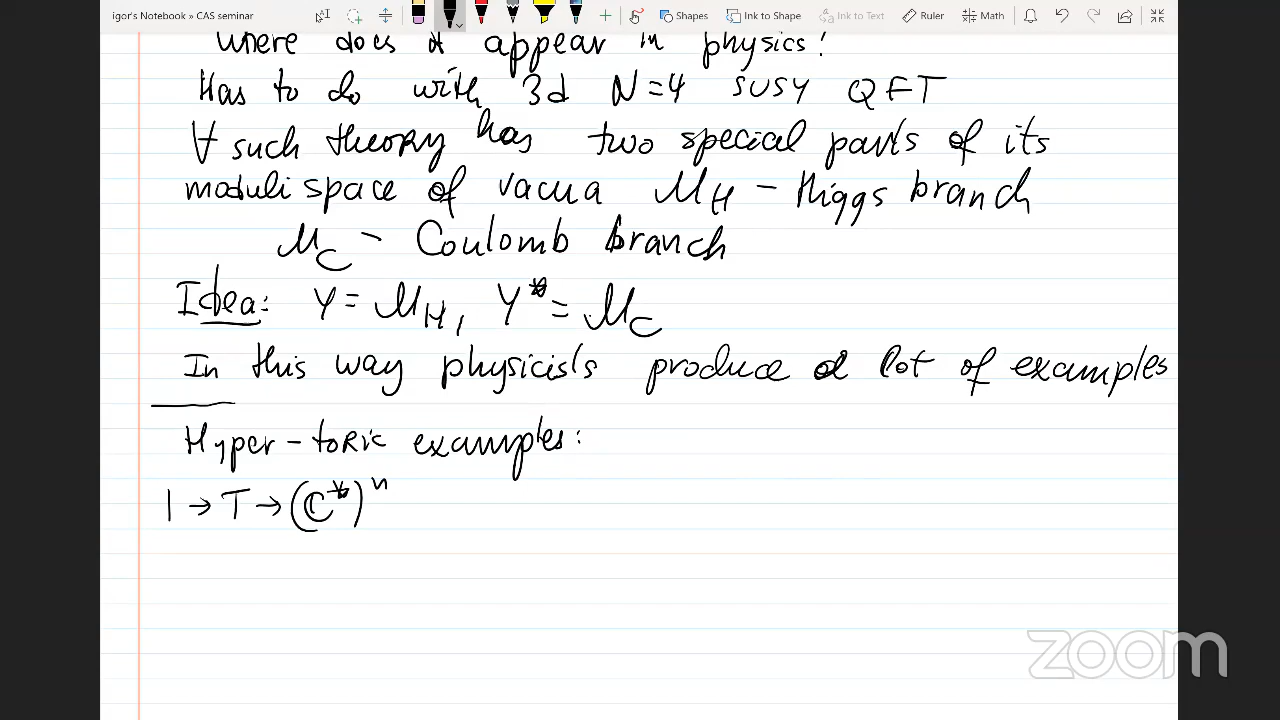 igor's Notebook » CAS seminar
Shapes Ink to Shape Ink to Text Ruler Math
Where does it appear in physics?
Has to do with 3d N=4 SUSY QFT
∀ such theory has two special parts of its
moduli space of vacua M_H – Higgs branch
M_C – Coulomb branch
Idea: Y = M_H, Y* = M_C
In this way physicists produce a lot of examples
Hyper-toric examples:
1 → T → (ℂ*)^n
zoom